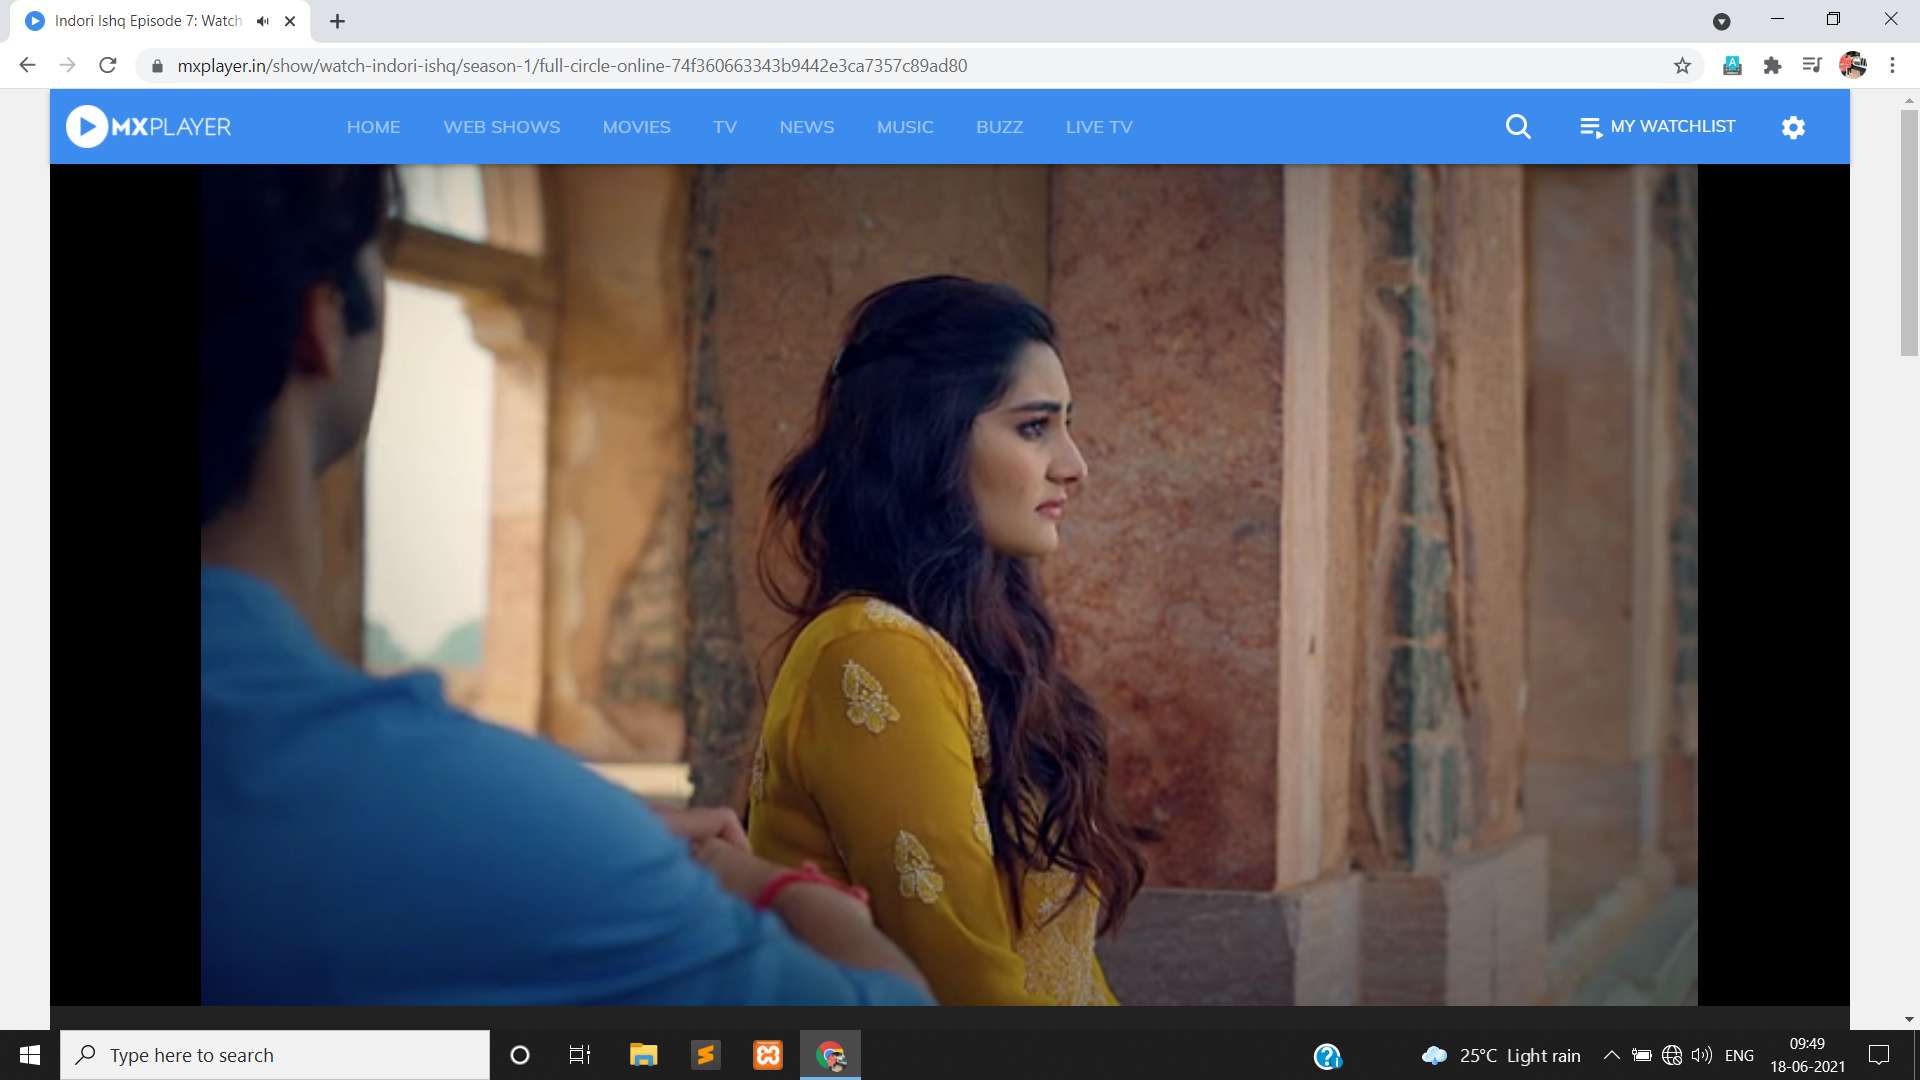 Indori Ishq Episode 7: Watch
mxplayer.in/show/watch-indori-ishq/season-1/full-circle-online-74f360663343b9442e3ca7357c89ad80
MXPLAYER HOME WEB SHOWS MOVIES TV NEWS MUSIC BUZZ LIVE TV MY WATCHLIST
Type here to search
25°C Light rain
ENG
09:49
18-06-2021